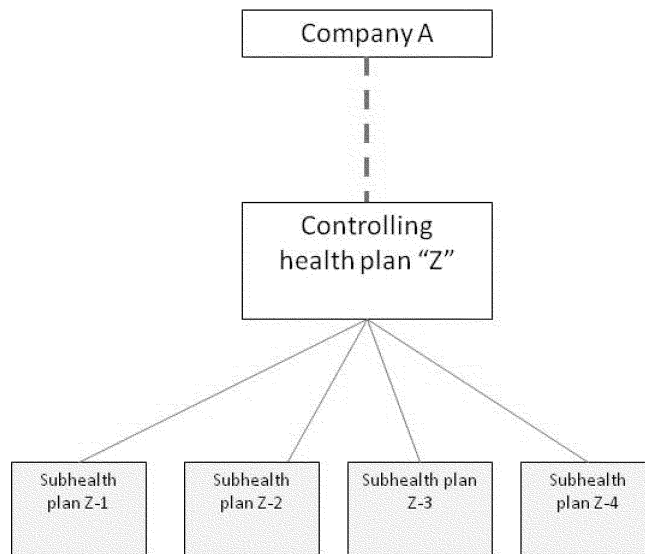 Company A
Controlling
health plan “Z”
Subhealth
plan Z-1
Subhealth
plan Z-2
Subhealth plan
Z-3
Subhealth
plan Z-4